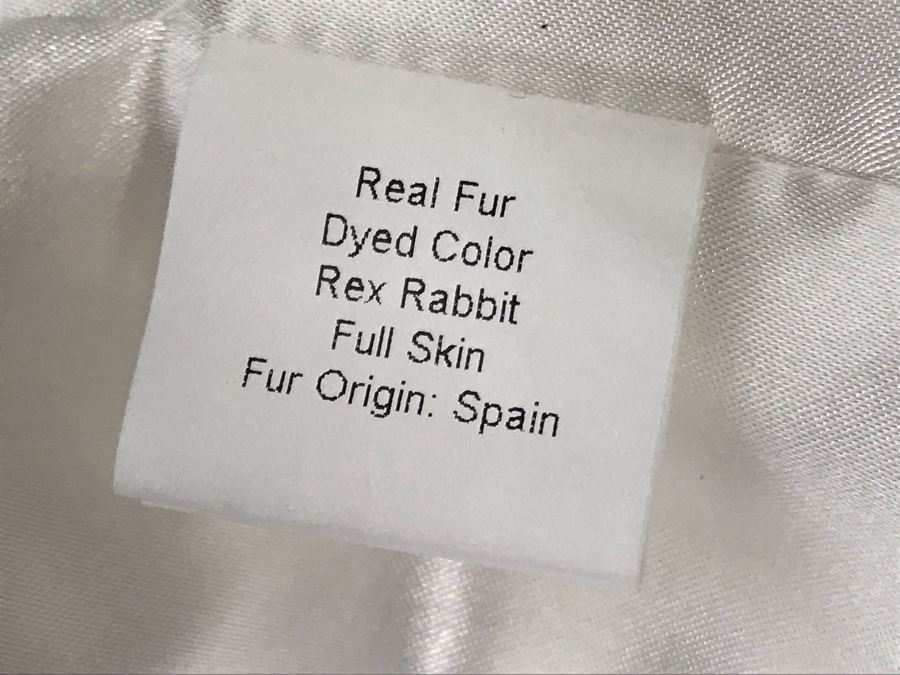 Real Fur
Dyed Color
Rex Rabbit
Full Skin
Fur Origin: Spain